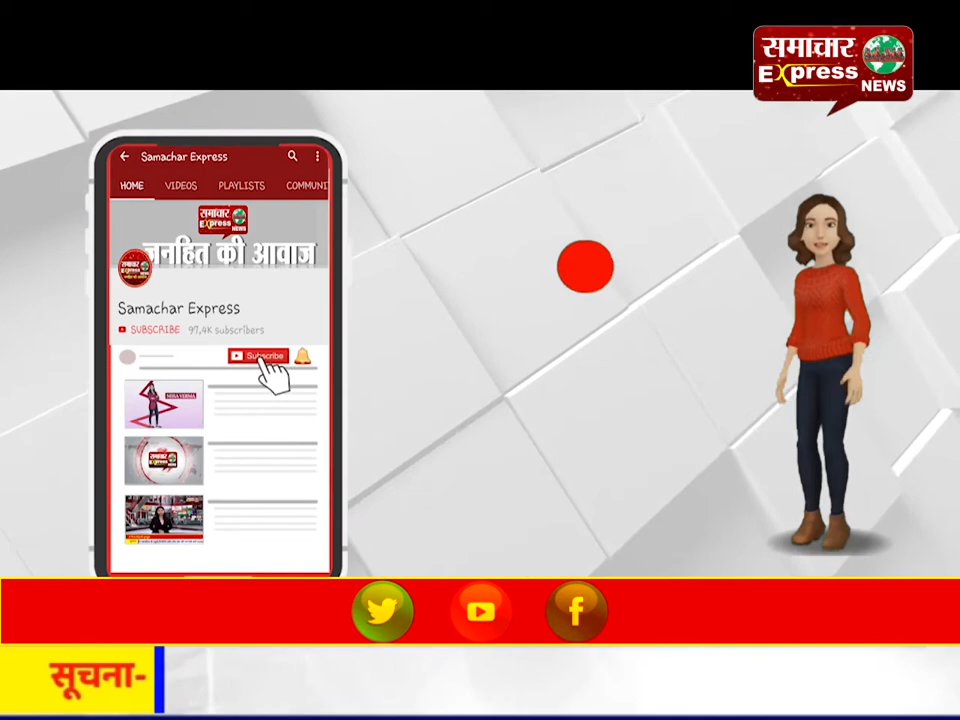 समाचार
Express
NEWS
Samachar Express
HOME VIDEOS PLAYLISTS COMMUNI
समाचार
Express
NEWS
जनहित की आवाज
Samachar Express
SUBSCRIBE 97,4K subscribers
Subscribe
सूचना-